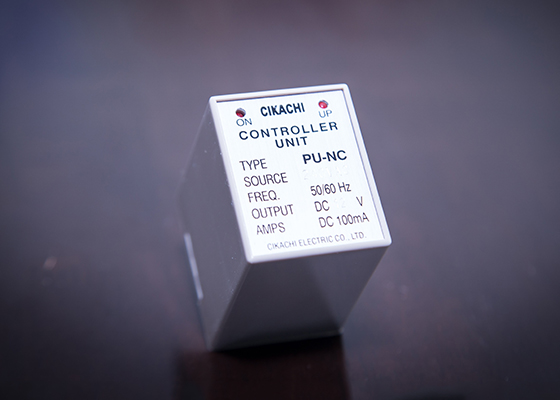 CIKACHI
ON UP
CONTROLLER
UNIT
TYPE PU-NC
SOURCE
FREQ. 50/60 Hz
OUTPUT DC V
AMPS DC 100mA
CIKACHI ELECTRIC CO., LTD.